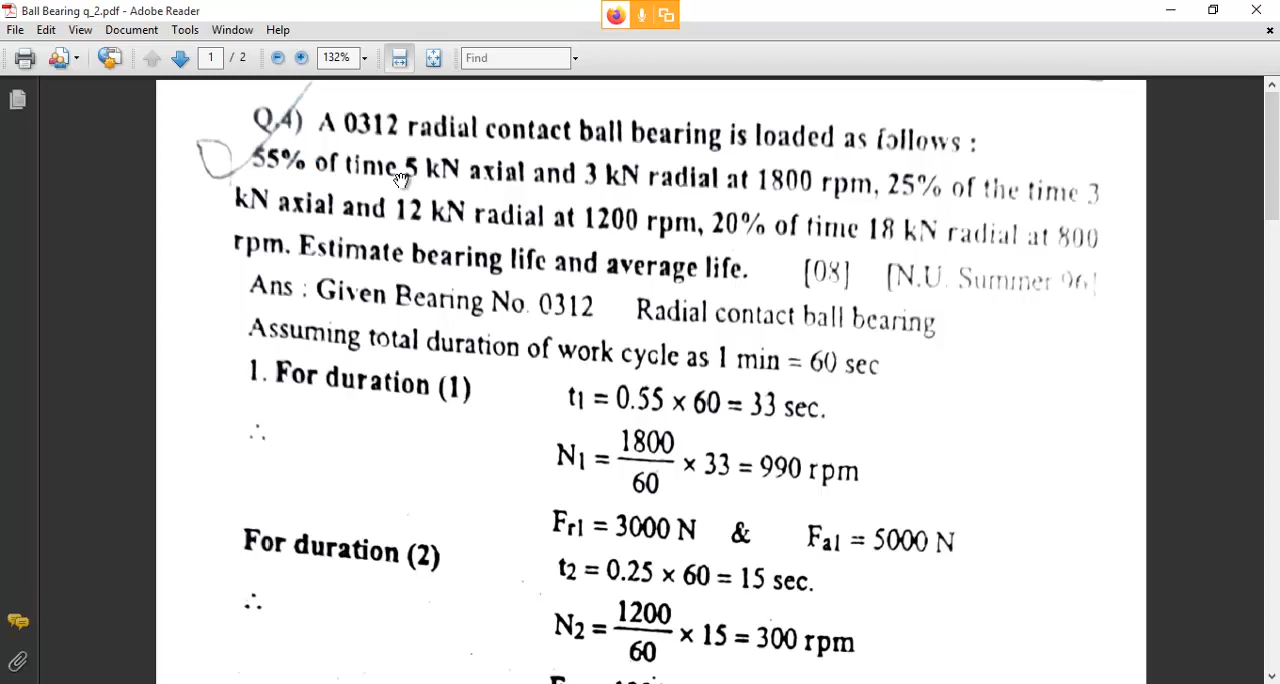 Ball Bearing q_2.pdf - Adobe Reader
File Edit View Document Tools Window Help
1 / 2 132% Find
Q.4) A 0312 radial contact ball bearing is loaded as follows :
55% of time 5 kN axial and 3 kN radial at 1800 rpm, 25% of the time 3
kN axial and 12 kN radial at 1200 rpm, 20% of time 18 kN radial at 800
rpm. Estimate bearing life and average life. [08] [N.U. Summer 96]
Ans : Given Bearing No. 0312 Radial contact ball bearing
Assuming total duration of work cycle as 1 min = 60 sec
1. For duration (1) t1 = 0.55 × 60 = 33 sec.
∴ N1 = 1800/60 × 33 = 990 rpm
Fr1 = 3000 N & Fa1 = 5000 N
For duration (2) t2 = 0.25 × 60 = 15 sec.
∴ N2 = 1200/60 × 15 = 300 rpm